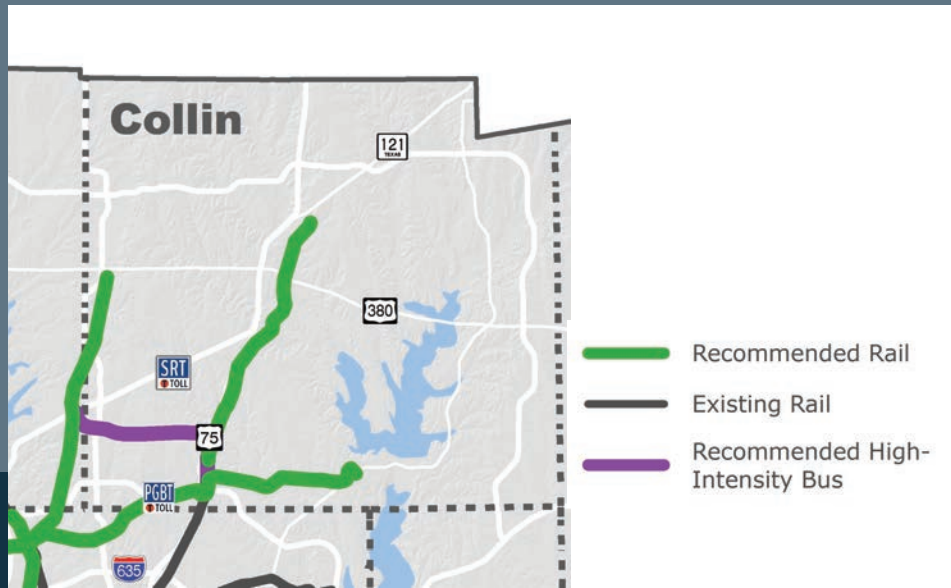 Collin
121
TEXAS
380
SRT
TOLL
75
PGBT
TOLL
635
Recommended Rail
Existing Rail
Recommended High-
Intensity Bus